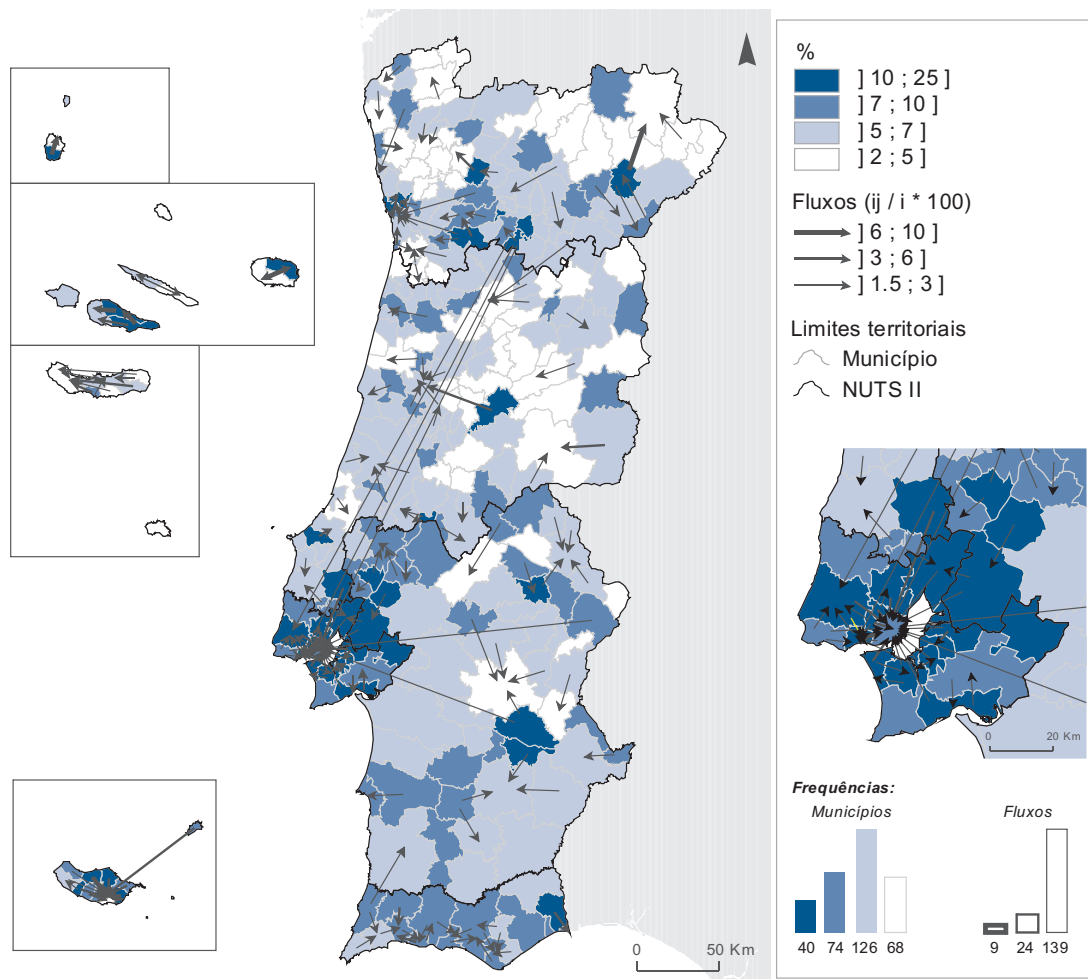 %
] 10 ; 25 ]
] 7 ; 10 ]
] 5 ; 7 ]
] 2 ; 5 ]
Fluxos (ij / i * 100)
] 6 ; 10 ]
] 3 ; 6 ]
] 1.5 ; 3 ]
Limites territoriais
Município
NUTS II
0 20 Km
Frequências:
Municípios Fluxos
40 74 126 68 9 24 139
0 50 Km